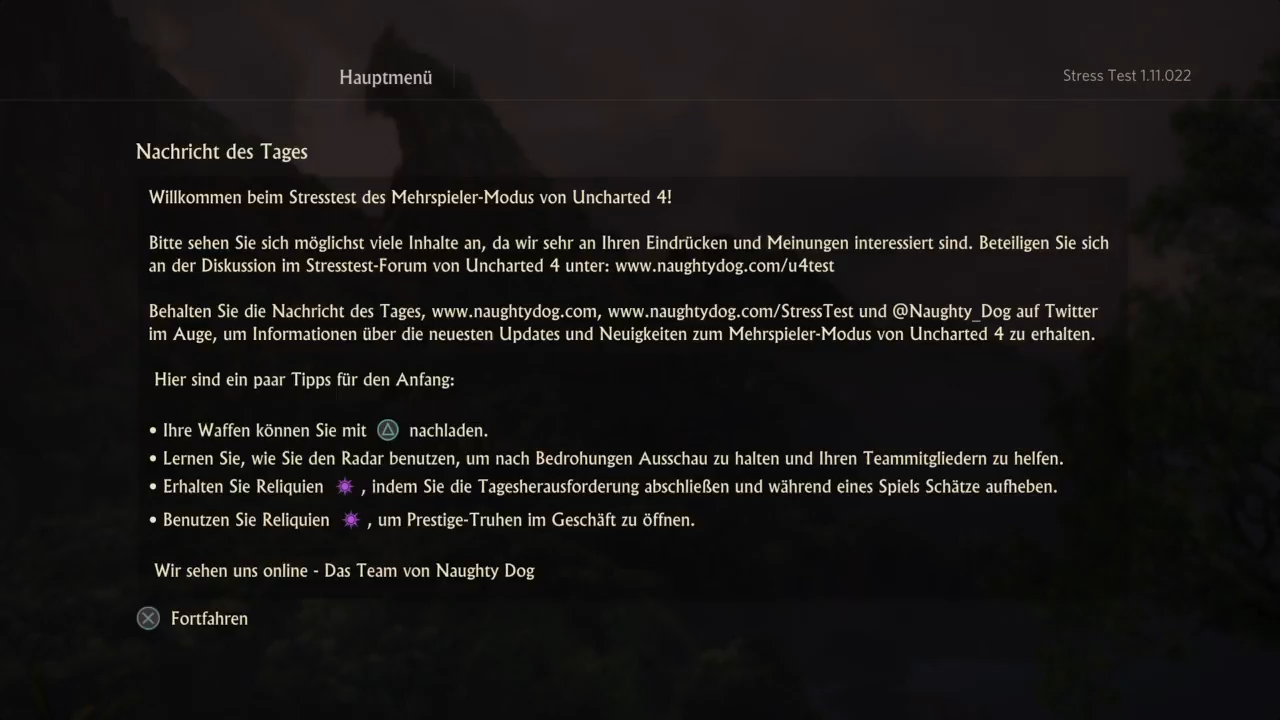 Hauptmenü
Stress Test 1.11.022
Nachricht des Tages
Willkommen beim Stresstest des Mehrspieler-Modus von Uncharted 4!
Bitte sehen Sie sich möglichst viele Inhalte an, da wir sehr an Ihren Eindrücken und Meinungen interessiert sind. Beteiligen Sie sich
an der Diskussion im Stresstest-Forum von Uncharted 4 unter: www.naughtydog.com/u4test
Behalten Sie die Nachricht des Tages, www.naughtydog.com, www.naughtydog.com/StressTest und @Naughty_Dog auf Twitter
im Auge, um Informationen über die neuesten Updates und Neuigkeiten zum Mehrspieler-Modus von Uncharted 4 zu erhalten.
Hier sind ein paar Tipps für den Anfang:
• Ihre Waffen können Sie mit nachladen.
• Lernen Sie, wie Sie den Radar benutzen, um nach Bedrohungen Ausschau zu halten und Ihren Teammitgliedern zu helfen.
• Erhalten Sie Reliquien , indem Sie die Tagesherausforderung abschließen und während eines Spiels Schätze aufheben.
• Benutzen Sie Reliquien , um Prestige-Truhen im Geschäft zu öffnen.
Wir sehen uns online - Das Team von Naughty Dog
Fortfahren